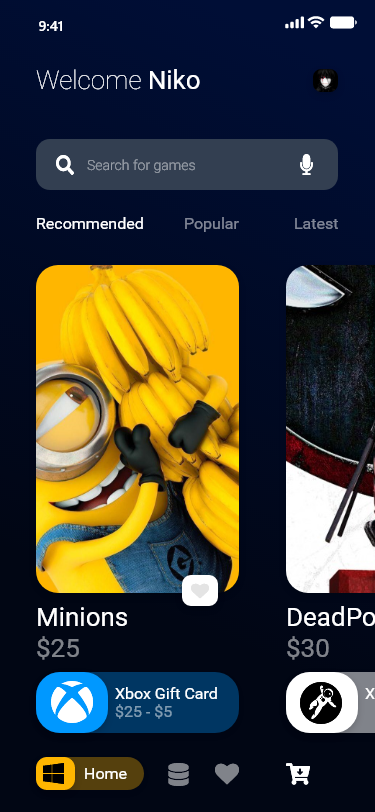 9:41
Welcome Niko
Search for games
Recommended Popular Latest
Minions
$25
DeadPo
$30
Xbox Gift Card
$25 - $5
X
Home